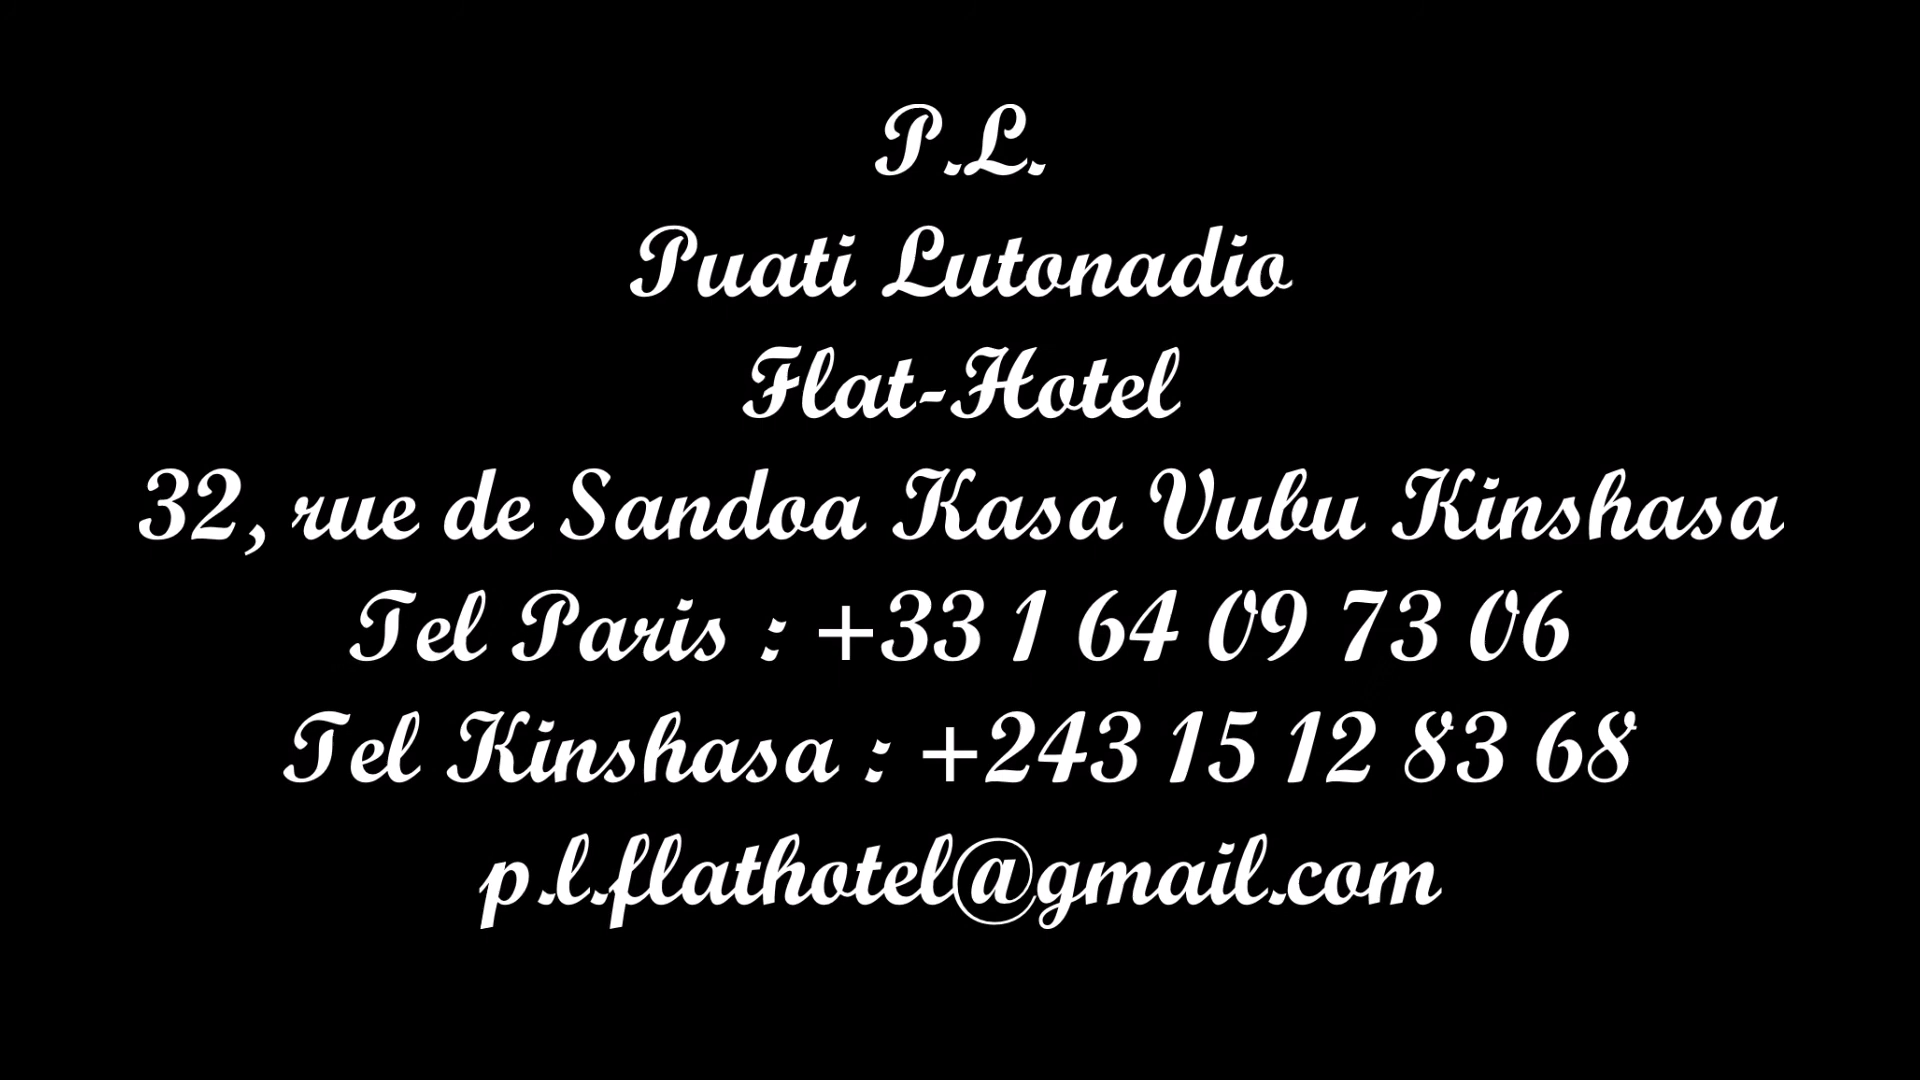 P.L.
Puati Lutonadio
Flat-Hotel
32, rue de Sandoa Kasa Vubu Kinshasa
Tel Paris : +33 1 64 09 73 06
Tel Kinshasa : +243 15 12 83 68
p.l.flathotel@gmail.com